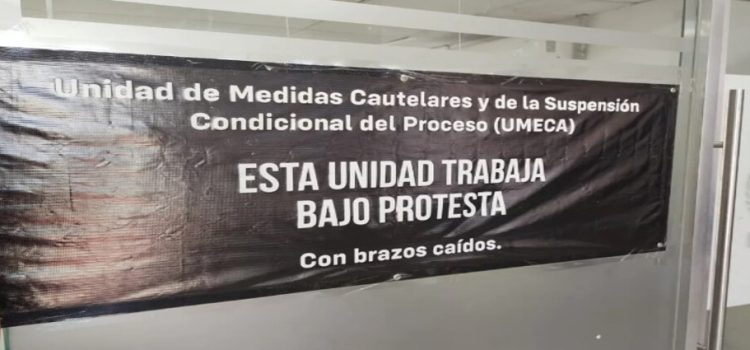 Unidad de Medidas Cautelares y de la Suspensión
Condicional del Proceso (UMECA)
ESTA UNIDAD TRABAJA
BAJO PROTESTA
Con brazos caídos.